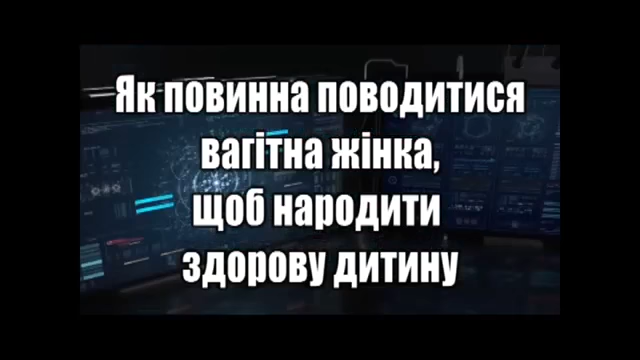 Як повинна поводитися
вагітна жінка,
щоб народити
здорову дитину